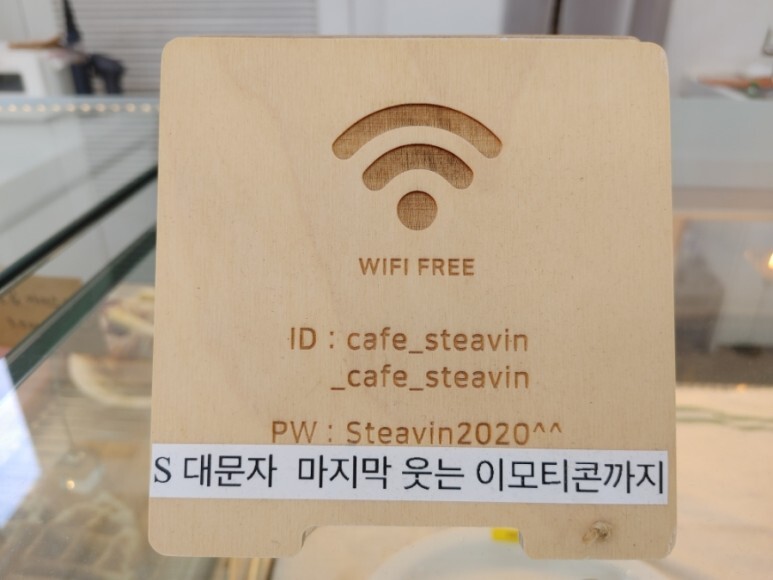 WIFI FREE
ID : cafe_steavin
_cafe_steavin
PW : Steavin2020^^
S 대문자 마지막 웃는 이모티콘까지